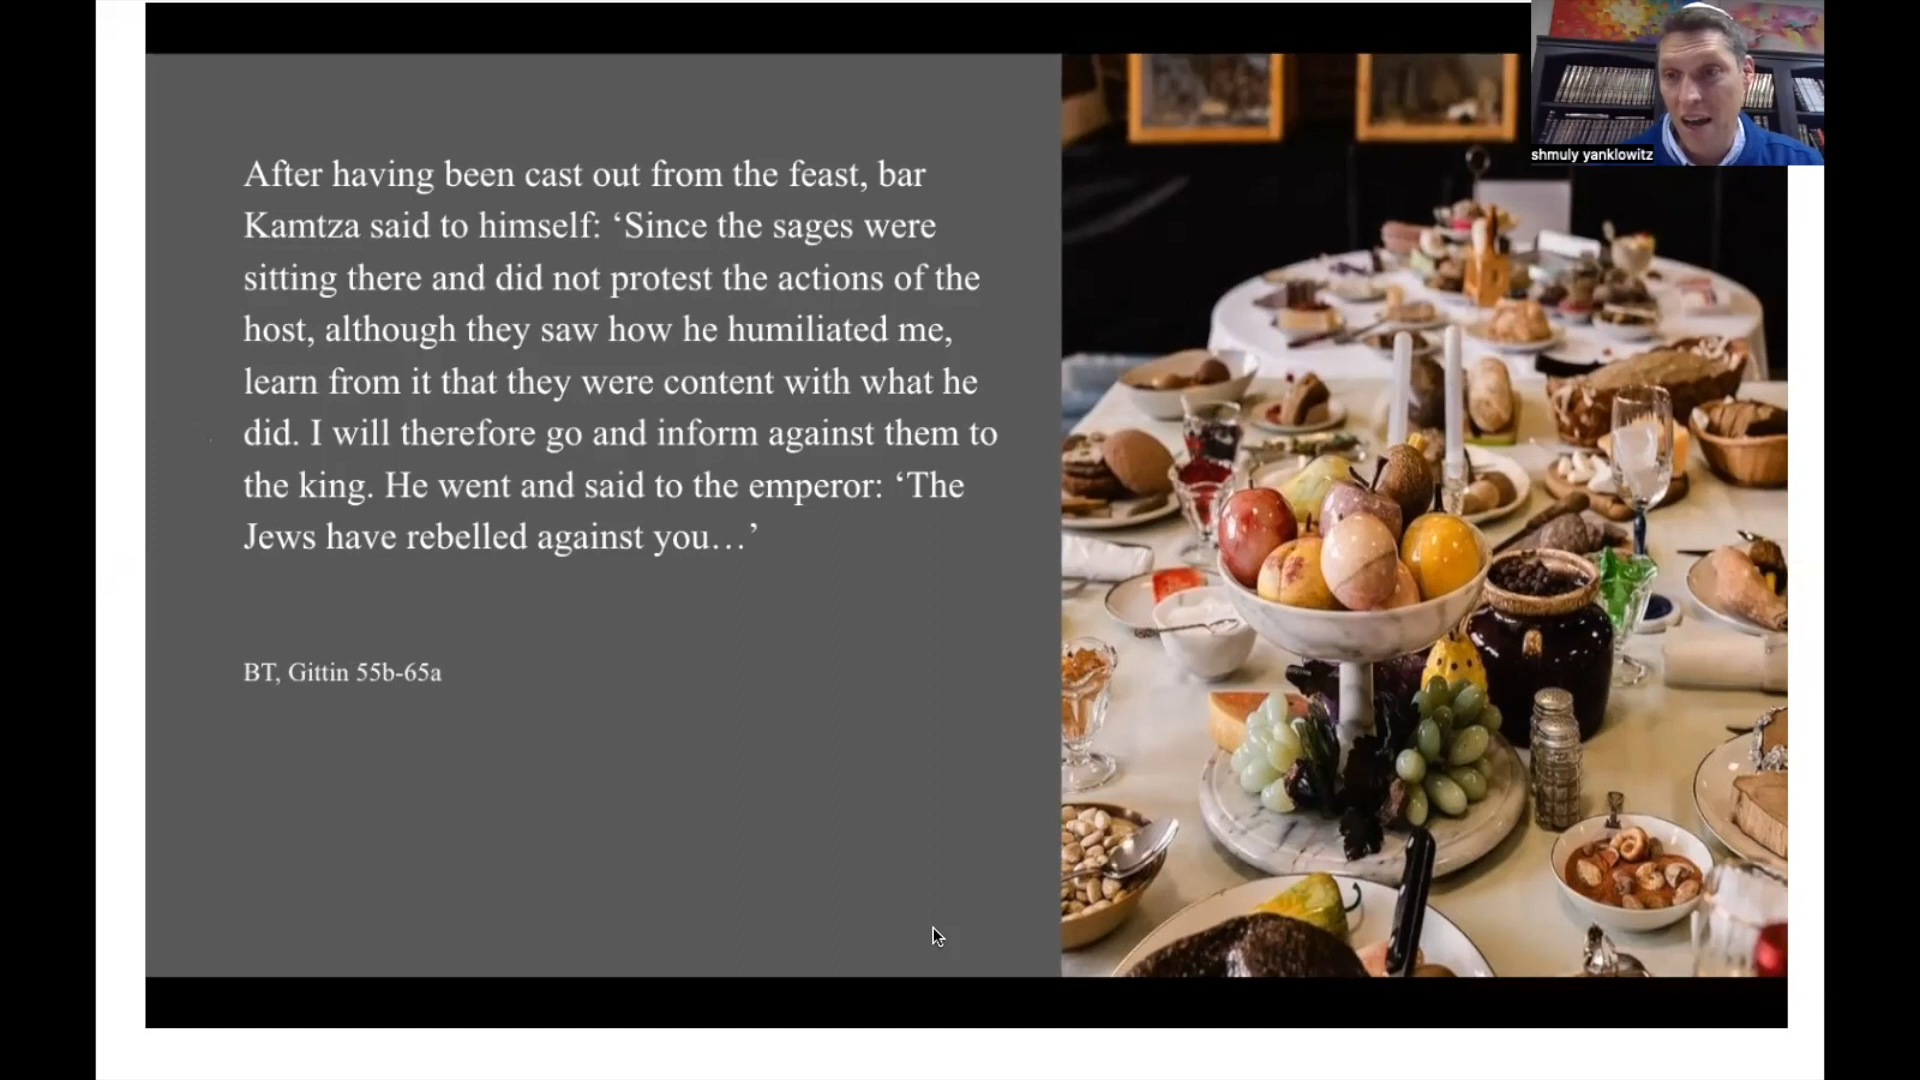 After having been cast out from the feast, bar
Kamtza said to himself: ‘Since the sages were
sitting there and did not protest the actions of the
host, although they saw how he humiliated me,
learn from it that they were content with what he
did. I will therefore go and inform against them to
the king. He went and said to the emperor: ‘The
Jews have rebelled against you…’
BT, Gittin 55b-65a
shmuly yanklowitz